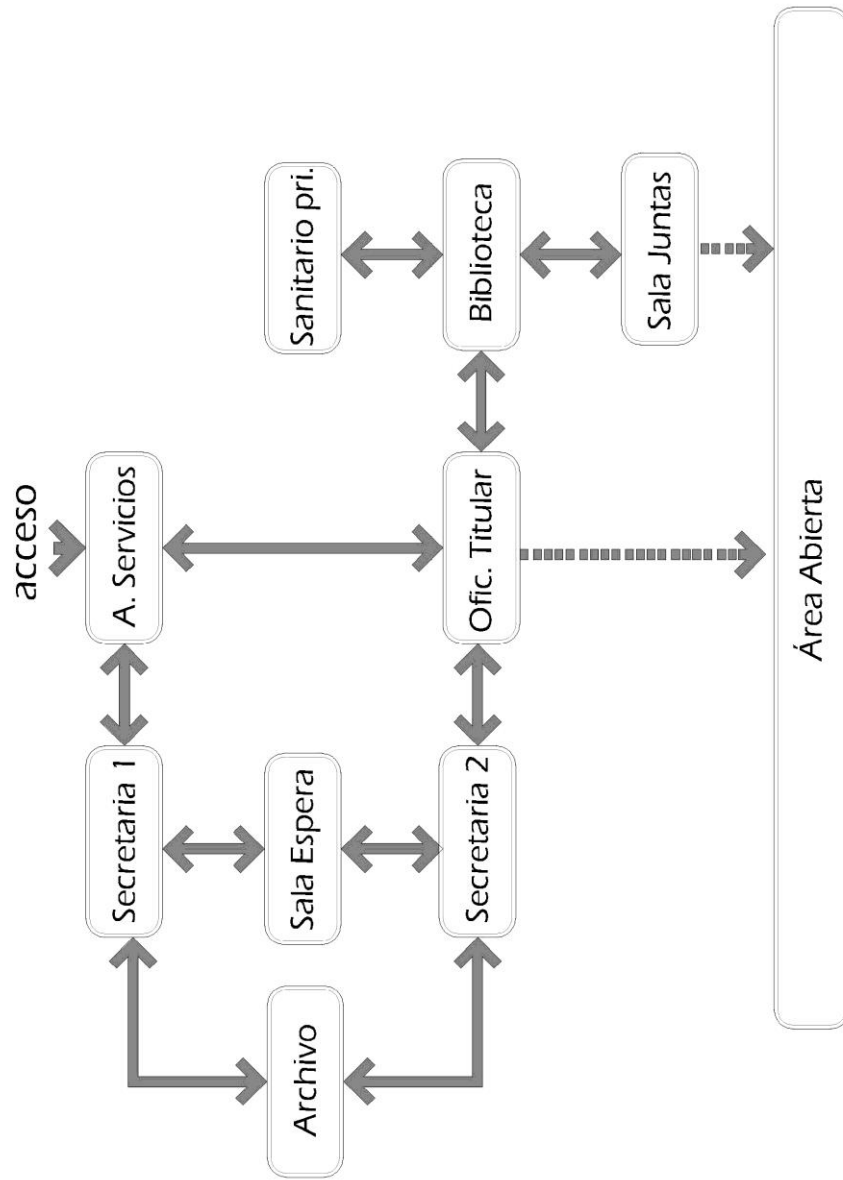 acceso
A. Servicios
Secretaria 1
Sala Espera
Archivo
Secretaria 2
Ofic. Titular
Sanitario pri.
Biblioteca
Sala Juntas
Área Abierta